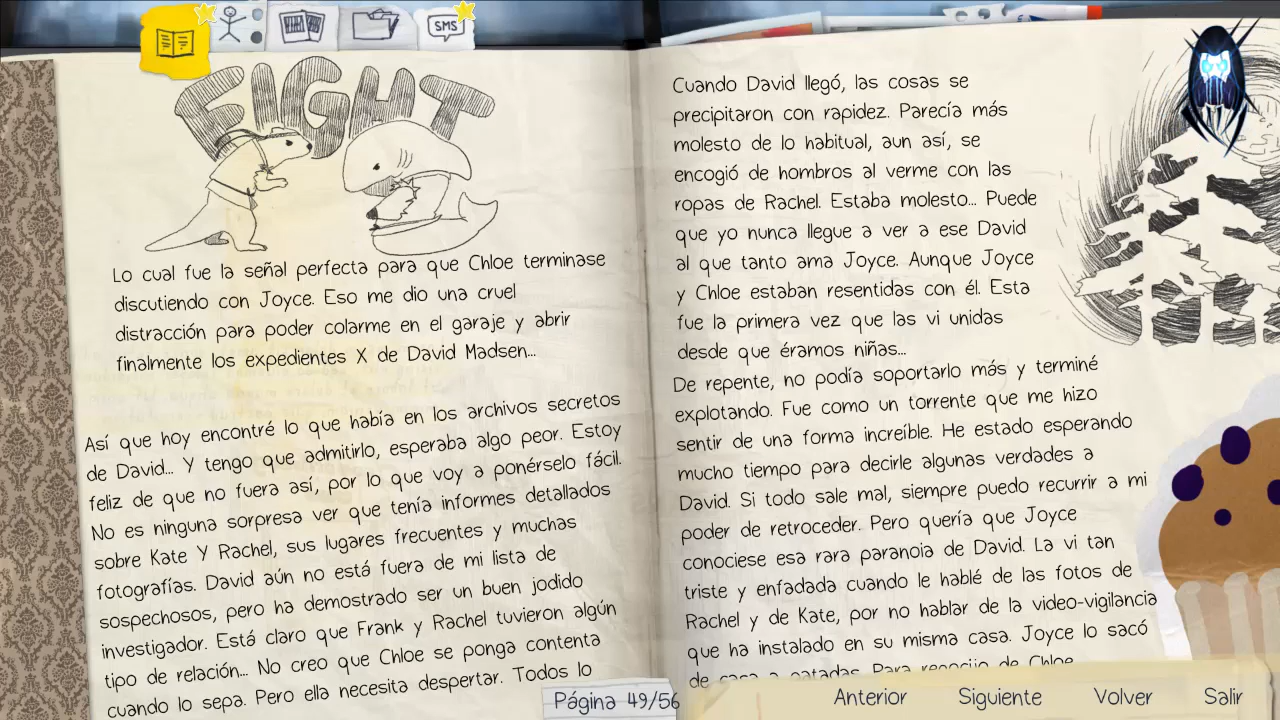 SMS
FIGHT
Lo cual fue la señal perfecta para que Chloe terminase
discutiendo con Joyce. Eso me dio una cruel
distracción para poder colarme en el garaje y abrir
finalmente los expedientes X de David Madsen...
Así que hoy encontré lo que había en los archivos secretos
de David... Y tengo que admitirlo, esperaba algo peor. Estoy
feliz de que no fuera así, por lo que voy a ponérselo fácil.
No es ninguna sorpresa ver que tenía informes detallados
sobre Kate Y Rachel, sus lugares frecuentes y muchas
fotografías. David aún no está fuera de mi lista de
sospechosos, pero ha demostrado ser un buen jodido
investigador. Está claro que Frank y Rachel tuvieron algún
tipo de relación... No creo que Chloe se ponga contenta
cuando lo sepa. Pero ella necesita despertar. Todos lo
Cuando David llegó, las cosas se
precipitaron con rapidez. Parecía más
molesto de lo habitual, aun así, se
encogió de hombros al verme con las
ropas de Rachel. Estaba molesto... Puede
que yo nunca llegue a ver a ese David
al que tanto ama Joyce. Aunque Joyce
y Chloe estaban resentidas con él. Esta
fue la primera vez que las vi unidas
desde que éramos niñas...
De repente, no podía soportarlo más y terminé
explotando. Fue como un torrente que me hizo
sentir de una forma increíble. He estado esperando
mucho tiempo para decirle algunas verdades a
David. Si todo sale mal, siempre puedo recurrir a mi
poder de retroceder. Pero quería que Joyce
conociese esa rara paranoia de David. La vi tan
triste y enfadada cuando le hablé de las fotos de
Rachel y de Kate, por no hablar de la video-vigilancia
que ha instalado en su misma casa. Joyce lo sacó
de casa a patadas. Para regocijo de Chloe
Página 49/56
Anterior Siguiente Volver Salir